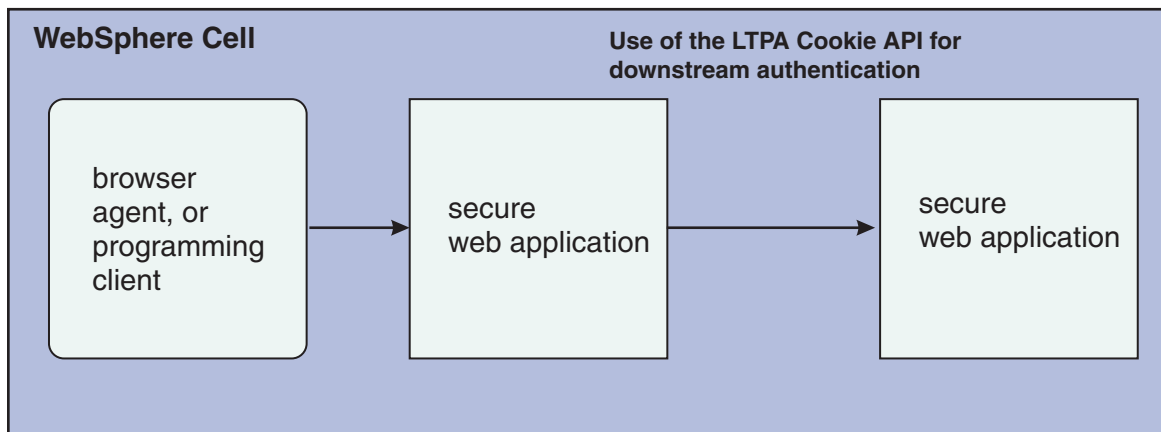 WebSphere Cell
Use of the LTPA Cookie API for
downstream authentication
browser
agent, or
programming
client
secure
web application
secure
web application